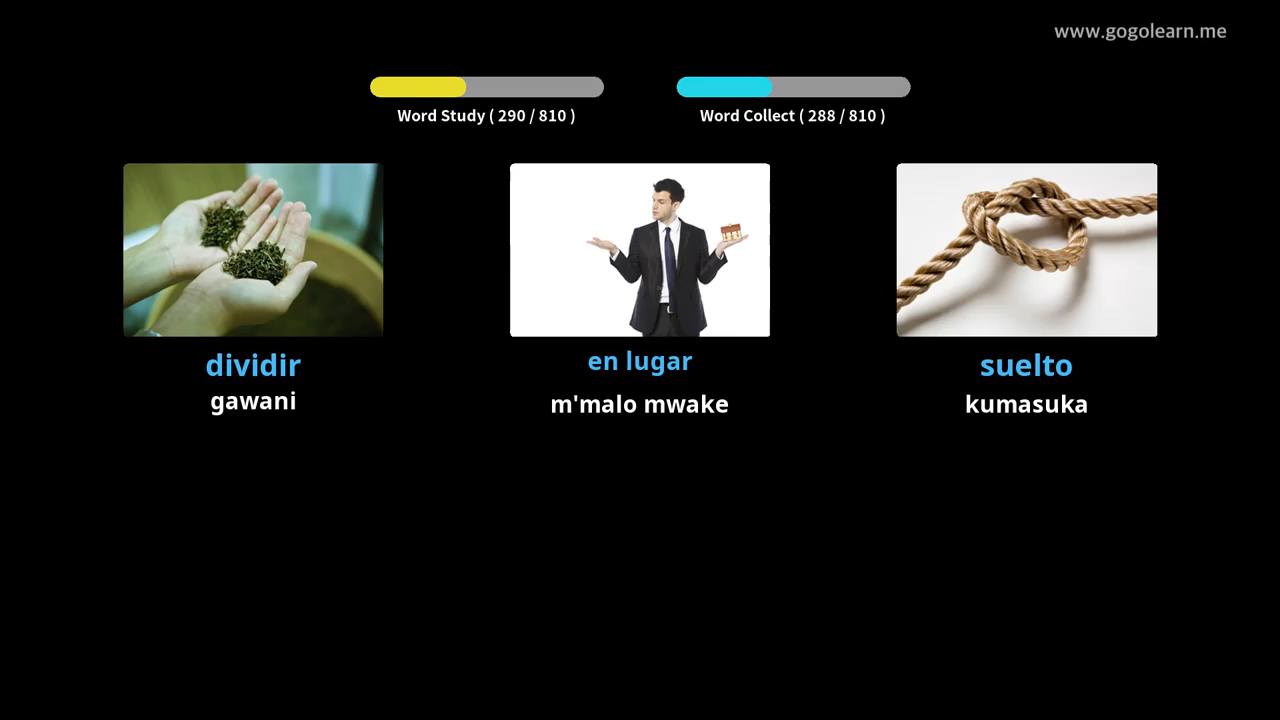 www.gogolearn.me
Word Study ( 290 / 810 )
Word Collect ( 288 / 810 )
dividir
gawani
en lugar
m'malo mwake
suelto
kumasuka